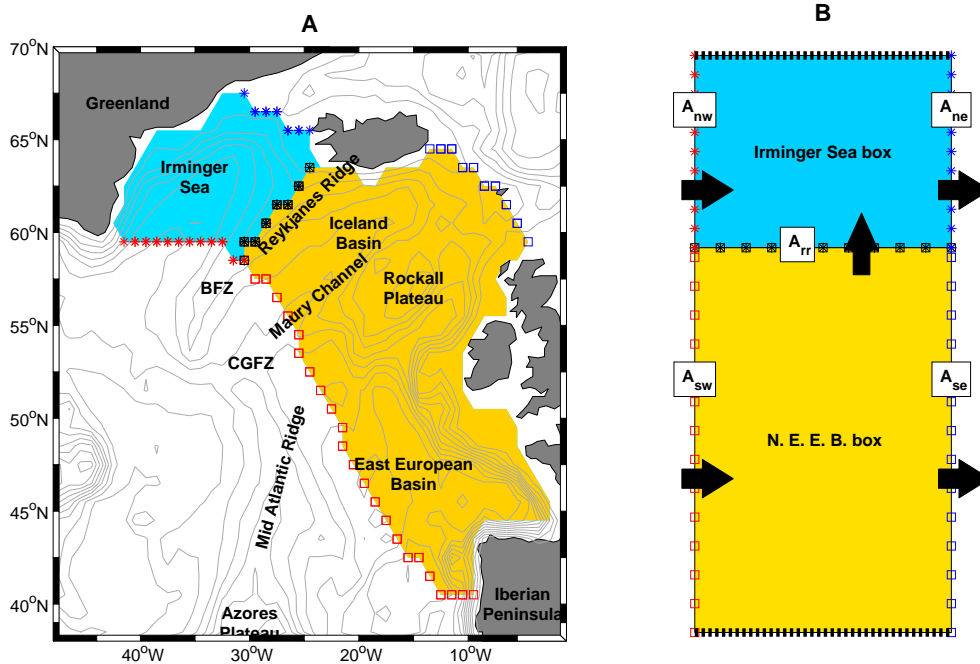 A
B
70°N
65°N
60°N
55°N
50°N
45°N
40°N
40°W
30°W
20°W
10°W
Greenland
Irminger
Sea
Reykjanes Ridge
Iceland
Basin
Rockall
Plateau
Maury Channel
BFZ
CGFZ
Mid Atlantic Ridge
East European
Basin
Azores
Plateau
Iberian
Peninsula
Anw
Ane
Irminger Sea box
Arr
Asw
Ase
N. E. E. B. box